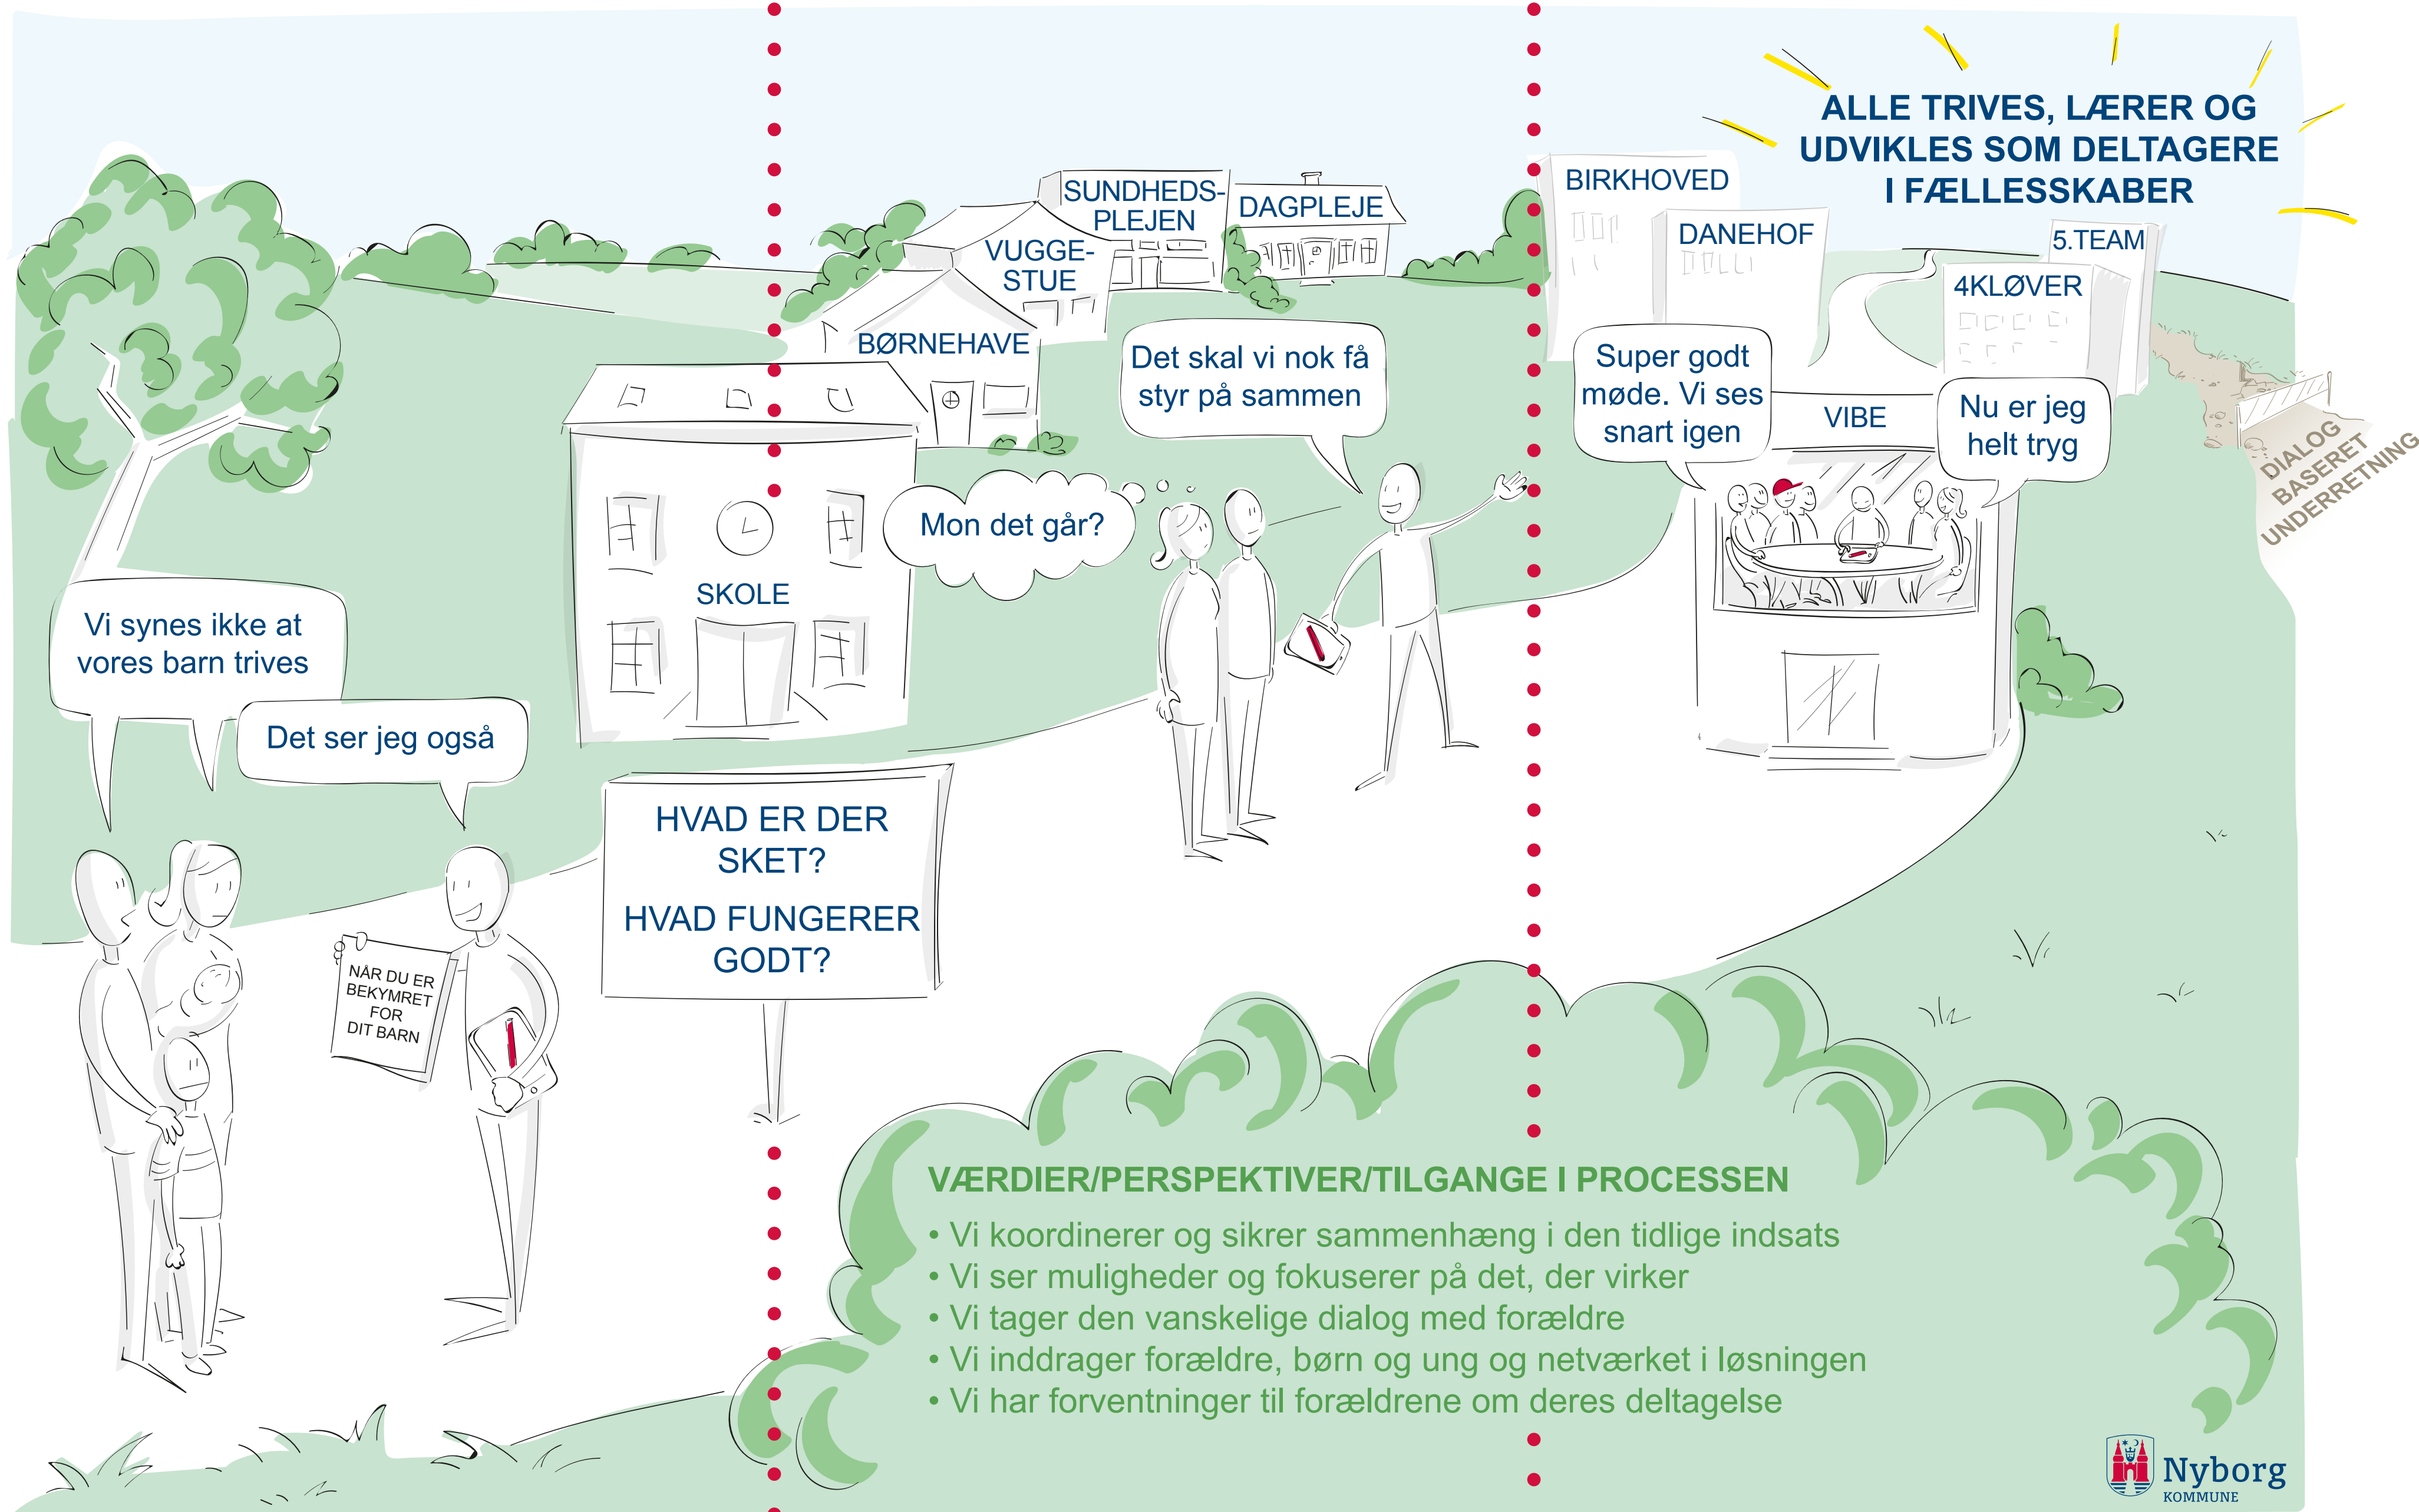 ALLE TRIVES, LÆRER OG
UDVIKLES SOM DELTAGERE
I FÆLLESSKABER
SUNDHEDS-
PLEJEN
DAGPLEJE
VUGGE-
STUE
BØRNEHAVE
BIRKHOVED
DANEHOF
5.TEAM
4KLØVER
VIBE
SKOLE
Vi synes ikke at
vores barn trives
Det ser jeg også
NÅR DU ER
BEKYMRET
FOR
DIT BARN
HVAD ER DER
SKET?
HVAD FUNGERER
GODT?
Mon det går?
Det skal vi nok få
styr på sammen
Super godt
møde. Vi ses
snart igen
Nu er jeg
helt tryg
DIALOG
BASERET
UNDERRETNING
VÆRDIER/PERSPEKTIVER/TILGANGE I PROCESSEN
• Vi koordinerer og sikrer sammenhæng i den tidlige indsats
• Vi ser muligheder og fokuserer på det, der virker
• Vi tager den vanskelige dialog med forældre
• Vi inddrager forældre, børn og ung og netværket i løsningen
• Vi har forventninger til forældrene om deres deltagelse
Nyborg
KOMMUNE